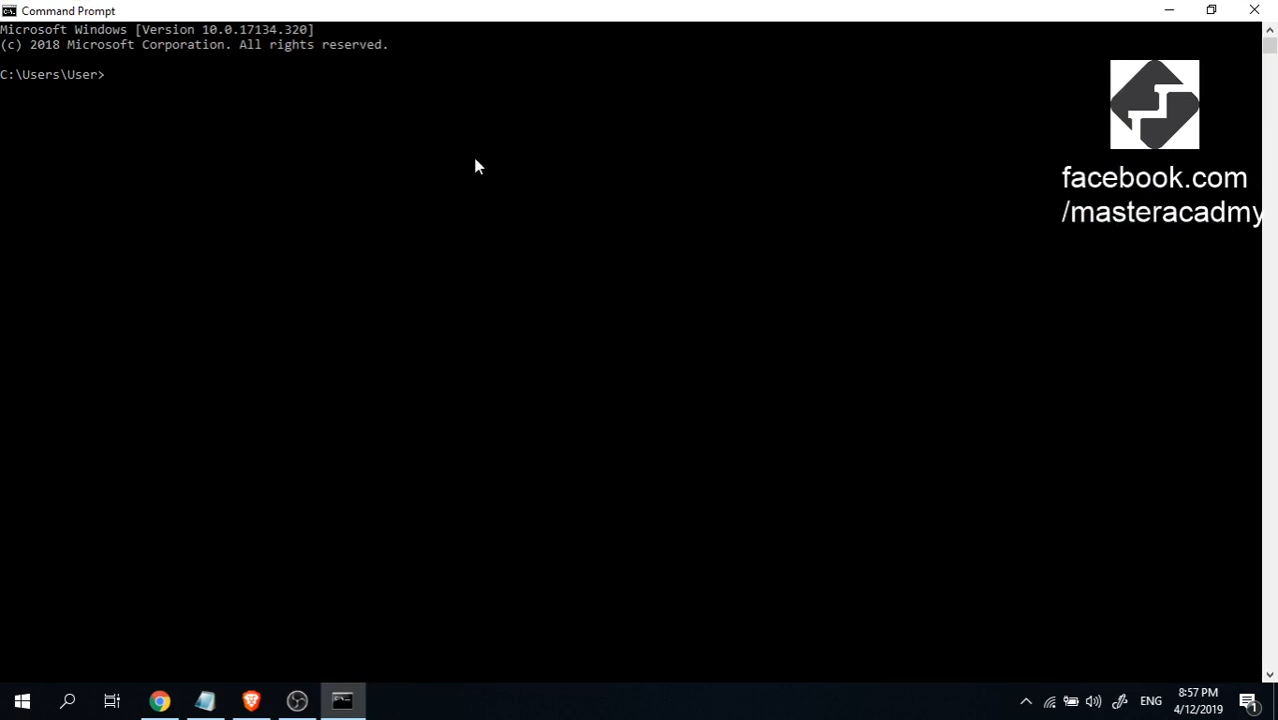 Command Prompt
Microsoft Windows [Version 10.0.17134.320]
(c) 2018 Microsoft Corporation. All rights reserved.
C:\Users\User>
facebook.com
/masteracadmy
ENG
8:57 PM
4/12/2019
1